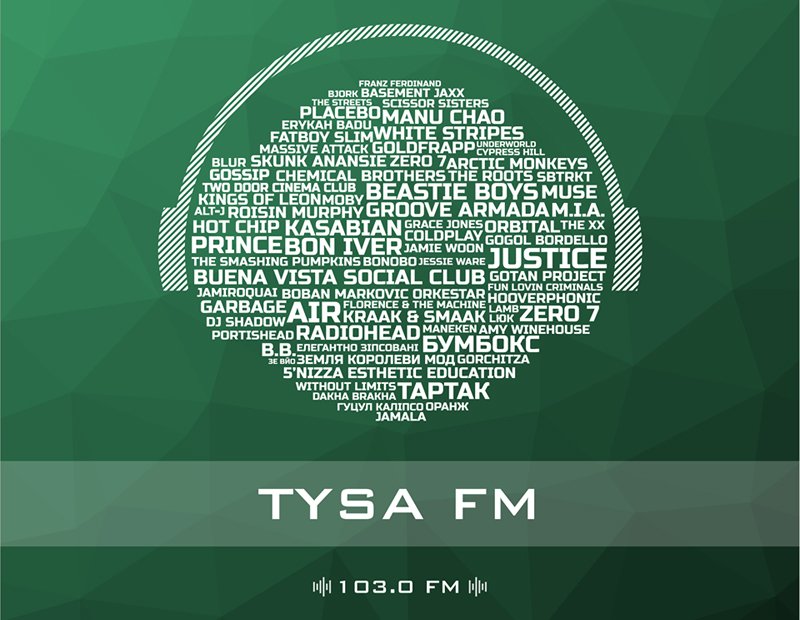 FRANZ FERDINAND
BJORK BASEMENT JAXX
THE STREETS SCISSOR SISTERS
PLACEBO MANU CHAO
ERYKAH BADU
FATBOY SLIM WHITE STRIPES
MASSIVE ATTACK GOLDFRAPP UNDERWORLD
CYPRESS HILL
BLUR SKUNK ANANSIE ZERO 7 ARCTIC MONKEYS
GOSSIP CHEMICAL BROTHERS THE ROOTS SBTRKT
TWO DOOR CINEMA CLUB BEASTIE BOYS MUSE
KINGS OF LEON MOBY
ALT-J ROISIN MURPHY GROOVE ARMADA M.I.A.
HOT CHIP KASABIAN GRACE JONES ORBITAL THE XX
COLDPLAY
PRINCE BON IVER JAMIE WOON GOGOL BORDELLO
THE SMASHING PUMPKINS BONOBO JESSIE WARE JUSTICE
BUENA VISTA SOCIAL CLUB GOTAN PROJECT
FUN LOVIN CRIMINALS
JAMIROQUAI BOBAN MARKOVIC ORKESTAR HOOVERPHONIC
GARBAGE AIR FLORENCE & THE MACHINE LAMB ZERO 7
DJ SHADOW KRAAK & SMAAK
PORTISHEAD RADIOHEAD MANEKEN AMY WINEHOUSE
B.B. ЕЛЕГАНТНО ЗІПСОВАНІ БУМБОКС
ЗЕМЛЯ КОРОЛЕВИ МОД GORCHITZA
5'NIZZA ESTHETIC EDUCATION
WITHOUT LIMITS ТАРТАК
DAKHA BRAKHA
ГУЦУЛ КАЛІПСО ОРАНЖ
JAMALA
TYSA FM
103.0 FM